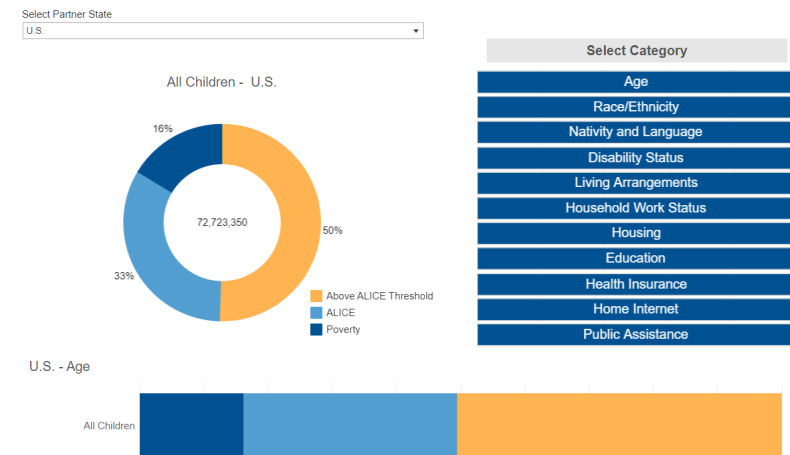 Select Partner State
U.S.
Select Category
All Children - U.S.
Age
Race/Ethnicity
Nativity and Language
Disability Status
Living Arrangements
Household Work Status
Housing
Education
Health Insurance
Home Internet
Public Assistance
16%
72,723,350
50%
33%
Above ALICE Threshold
ALICE
Poverty
U.S. - Age
All Children